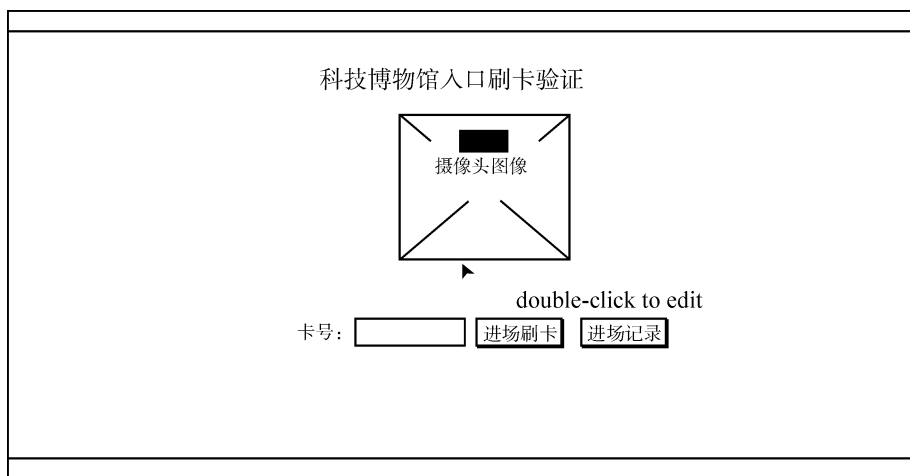 科技博物馆入口刷卡验证
摄像头图像
double-click to edit
卡号： 进场刷卡 进场记录